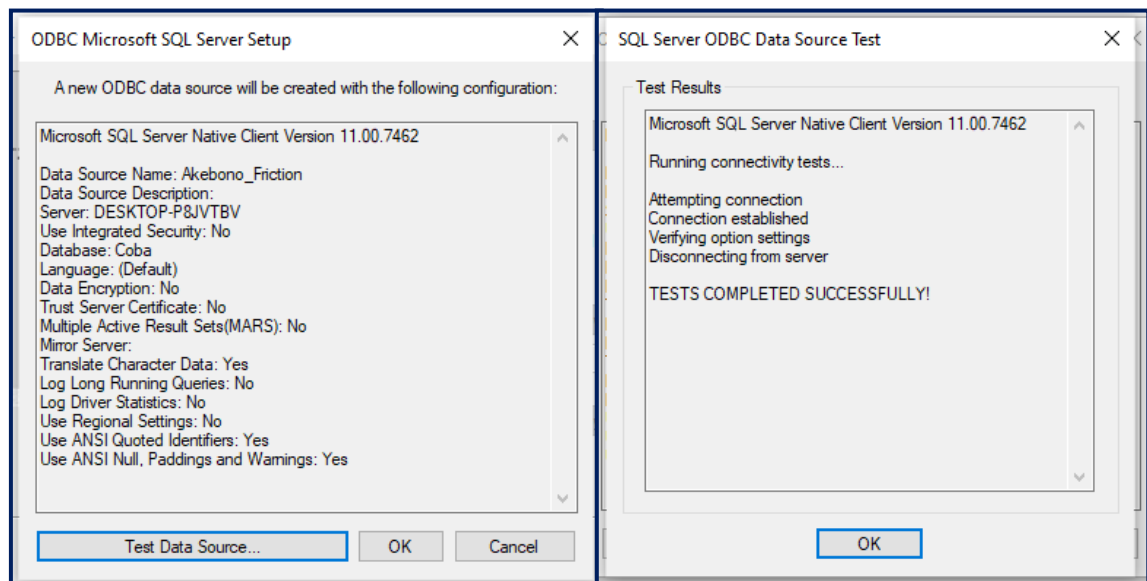 ODBC Microsoft SQL Server Setup
A new ODBC data source will be created with the following configuration:
Microsoft SQL Server Native Client Version 11.00.7462
Data Source Name: Akebono_Friction
Data Source Description:
Server: DESKTOP-P8JVTBV
Use Integrated Security: No
Database: Coba
Language: (Default)
Data Encryption: No
Trust Server Certificate: No
Multiple Active Result Sets(MARS): No
Mirror Server:
Translate Character Data: Yes
Log Long Running Queries: No
Log Driver Statistics: No
Use Regional Settings: No
Use ANSI Quoted Identifiers: Yes
Use ANSI Null, Paddings and Warnings: Yes
Test Data Source...
OK
Cancel
SQL Server ODBC Data Source Test
Test Results
Microsoft SQL Server Native Client Version 11.00.7462
Running connectivity tests...
Attempting connection
Connection established
Verifying option settings
Disconnecting from server
TESTS COMPLETED SUCCESSFULLY!
OK